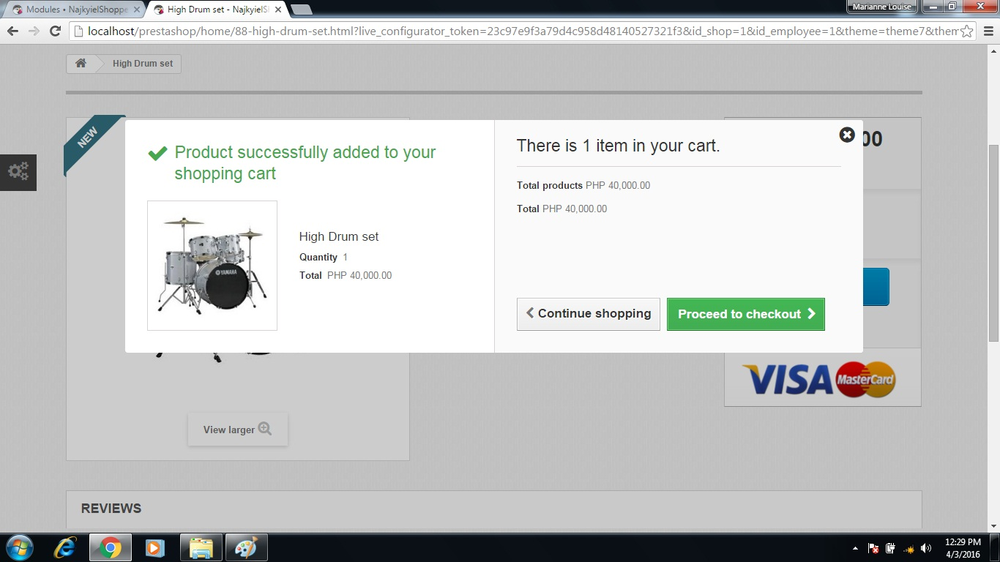 Modules • NajkyielShoppe
High Drum set - NajkyielSh
Marianne Louise
localhost/prestashop/home/88-high-drum-set.html?live_configurator_token=23c97e9f3a79d4c958d48140527321f3&id_shop=1&id_employee=1&theme=theme7&them
High Drum set
NEW
Product successfully added to your
shopping cart
YAMAHA
High Drum set
Quantity 1
Total PHP 40,000.00
There is 1 item in your cart.
00
Total products PHP 40,000.00
Total PHP 40,000.00
Continue shopping
Proceed to checkout
VISA
MasterCard
View larger
REVIEWS
12:29 PM
4/3/2016